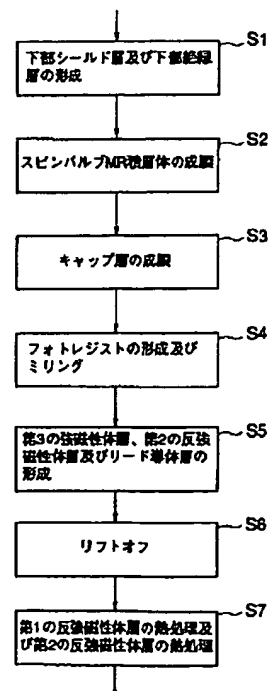 S1
下部シールド層及び下部絶縁
層の形成
S2
スピンバルブMR積層体の成膜
S3
キャップ層の成膜
S4
フォトレジストの形成及び
ミリング
S5
第3の強磁性体層、第2の反強
磁性体層及びリード導体層の
形成
S6
リフトオフ
S7
第1の反強磁性体層の熱処理及
び第2の反強磁性体層の熱処理